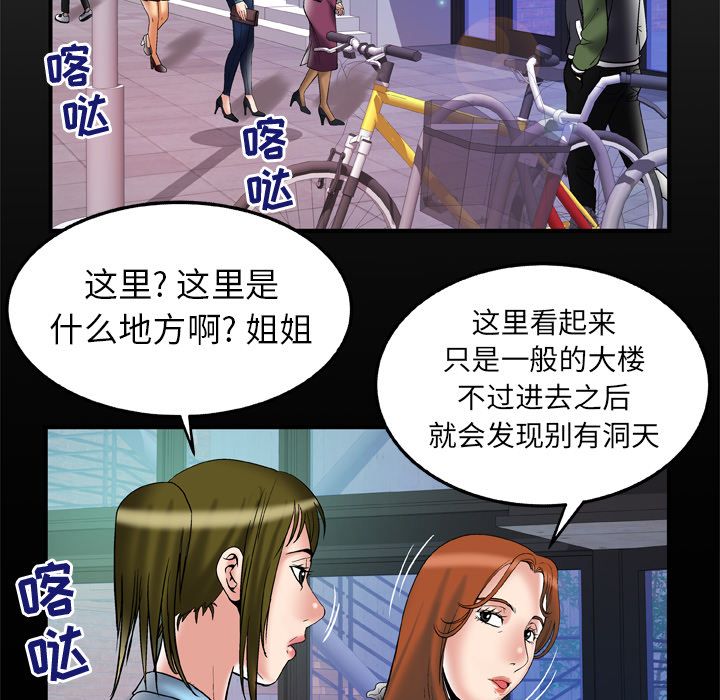 喀
哒
喀
哒
这里? 这里是
什么地方啊? 姐姐
这里看起来
只是一般的大楼
不过进去之后
就会发现别有洞天
喀
哒